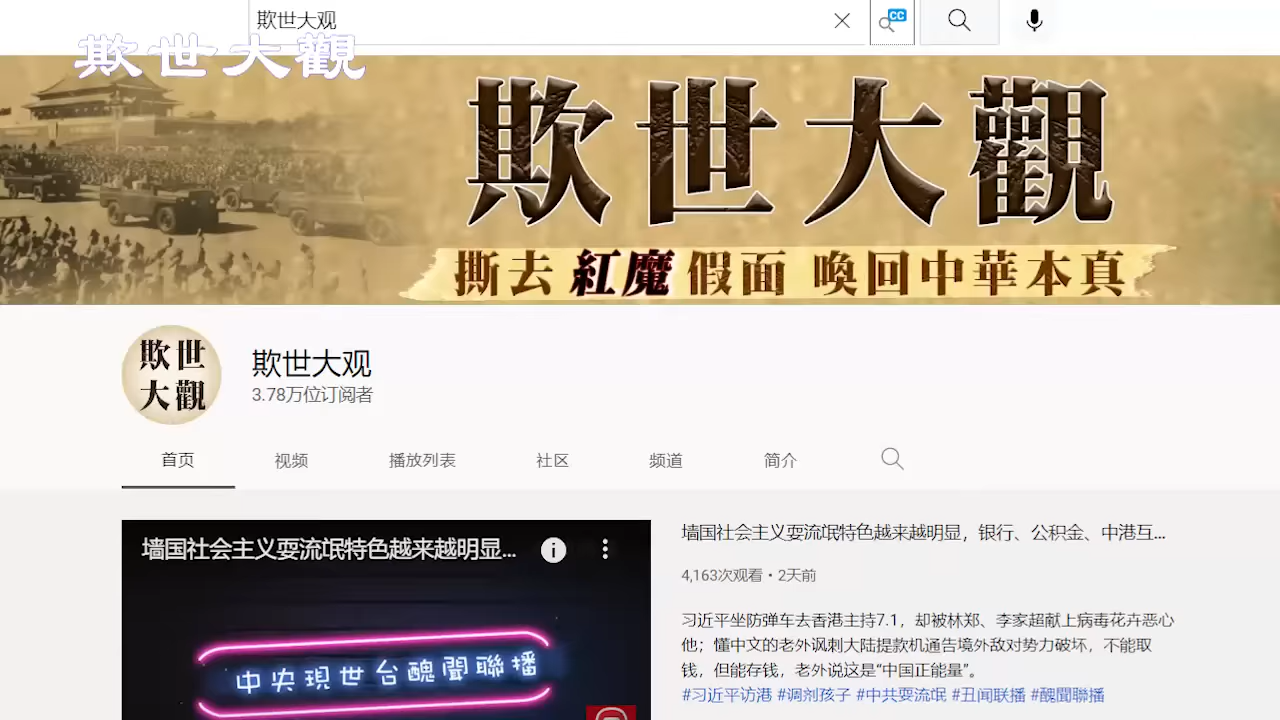 欺世大观
欺世大觀
欺世大觀
撕去 紅魔 假面 喚回中華本真
欺世
大觀
欺世大观
3.78万位订阅者
首页 视频 播放列表 社区 频道 简介
墙国社会主义耍流氓特色越来越明显...
中央現世台醜聞聯播
墙国社会主义耍流氓特色越来越明显，银行、公积金、中港互...
4,163次观看・2天前
习近平坐防弹车去香港主持7.1，却被林郑、李家超献上病毒花卉恶心
他；懂中文的老外讽刺大陆提款机通告境外敌对势力破坏，不能取
钱，但能存钱，老外说这是“中国正能量”。
#习近平访港 #调剂孩子 #中共耍流氓 #丑闻联播 #醜聞聯播